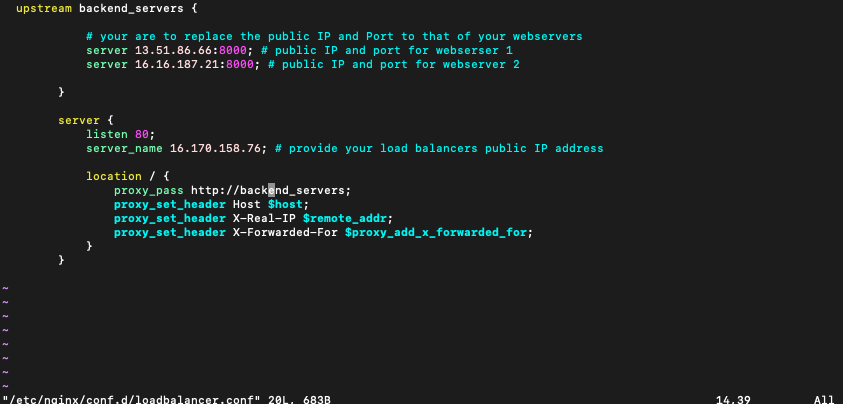 upstream backend_servers {
# your are to replace the public IP and Port to that of your webservers
server 13.51.86.66:8000; # public IP and port for webserser 1
server 16.16.187.21:8000; # public IP and port for webserver 2
}
server {
listen 80;
server_name 16.170.158.76; # provide your load balancers public IP address
location / {
proxy_pass http://backend_servers;
proxy_set_header Host $host;
proxy_set_header X-Real-IP $remote_addr;
proxy_set_header X-Forwarded-For $proxy_add_x_forwarded_for;
}
}
~
~
~
~
~
~
~
~
"/etc/nginx/conf.d/loadbalancer.conf" 20L, 683B 14,39 All